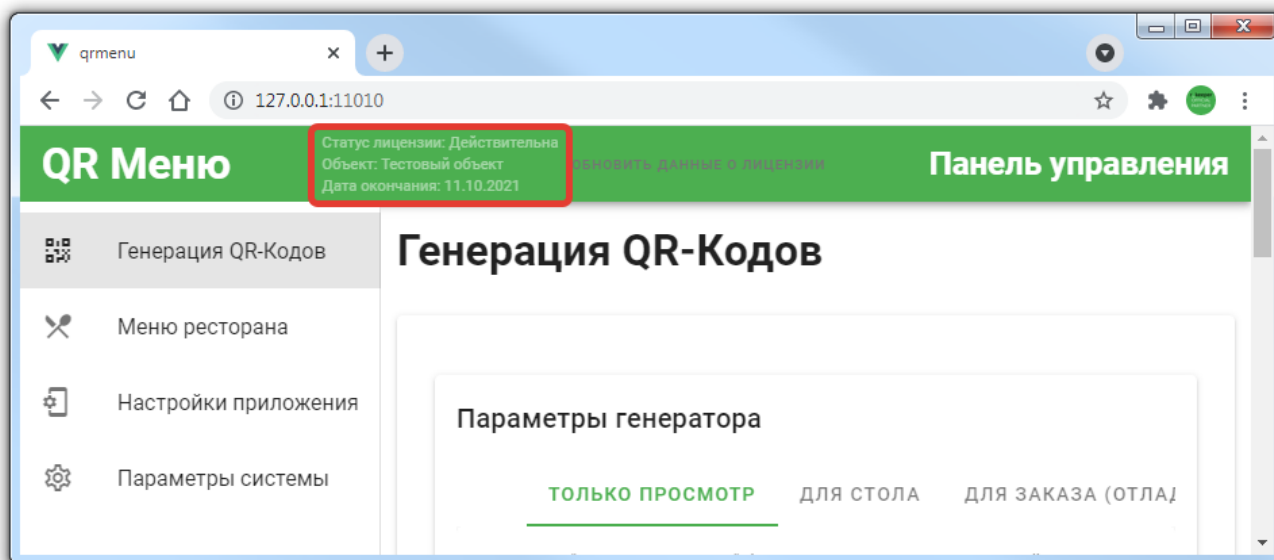 qrmenu
127.0.0.1:11010
QR Меню
Статус лицензии: Действительна
Объект: Тестовый объект
Дата окончания: 11.10.2021
ОБНОВИТЬ ДАННЫЕ О ЛИЦЕНЗИИ
Панель управления
Генерация QR-Кодов
Меню ресторана
Настройки приложения
Параметры системы
Генерация QR-Кодов
Параметры генератора
ТОЛЬКО ПРОСМОТР
ДЛЯ СТОЛА
ДЛЯ ЗАКАЗА